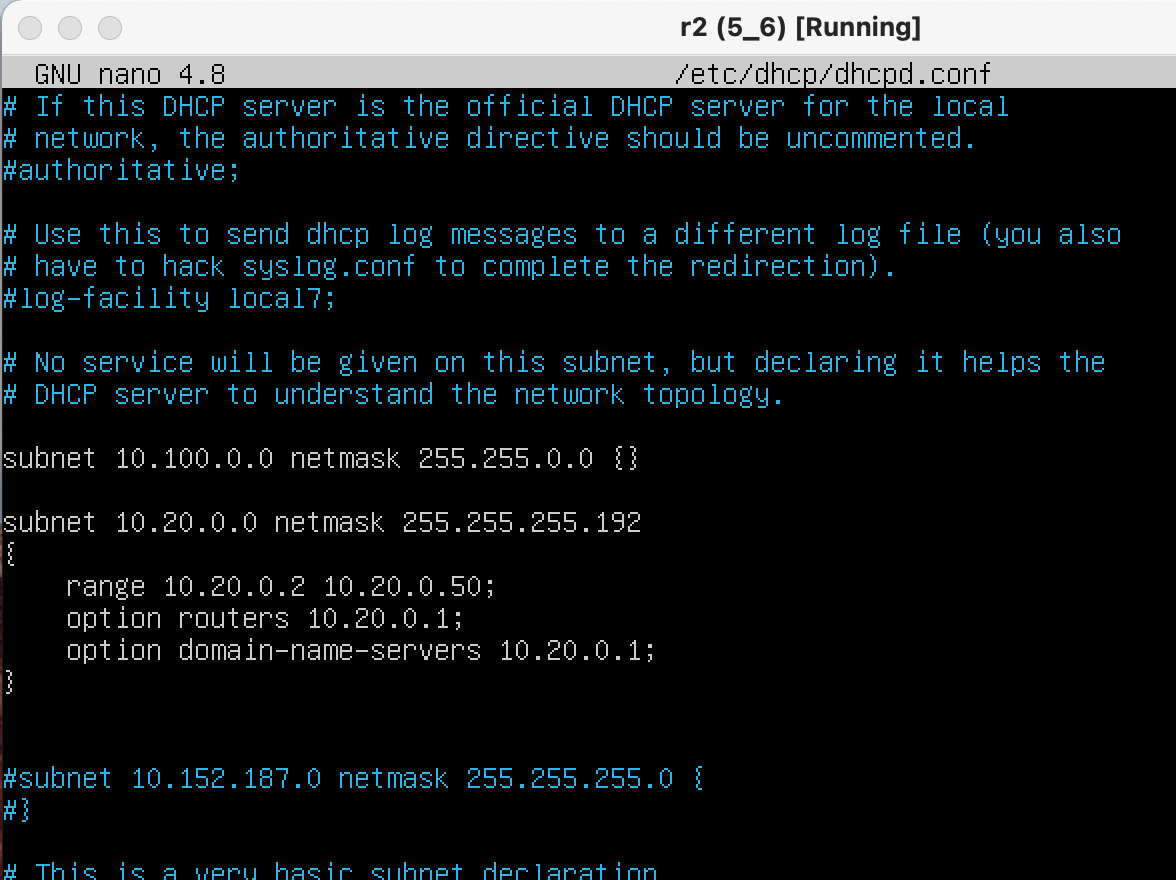 r2 (5_6) [Running]
GNU nano 4.8 /etc/dhcp/dhcpd.conf
# If this DHCP server is the official DHCP server for the local
# network, the authoritative directive should be uncommented.
#authoritative;
# Use this to send dhcp log messages to a different log file (you also
# have to hack syslog.conf to complete the redirection).
#log-facility local7;
# No service will be given on this subnet, but declaring it helps the
# DHCP server to understand the network topology.
subnet 10.100.0.0 netmask 255.255.0.0 {}
subnet 10.20.0.0 netmask 255.255.255.192
{
    range 10.20.0.2 10.20.0.50;
    option routers 10.20.0.1;
    option domain-name-servers 10.20.0.1;
}
#subnet 10.152.187.0 netmask 255.255.255.0 {
#}
# This is a very basic subnet declaration